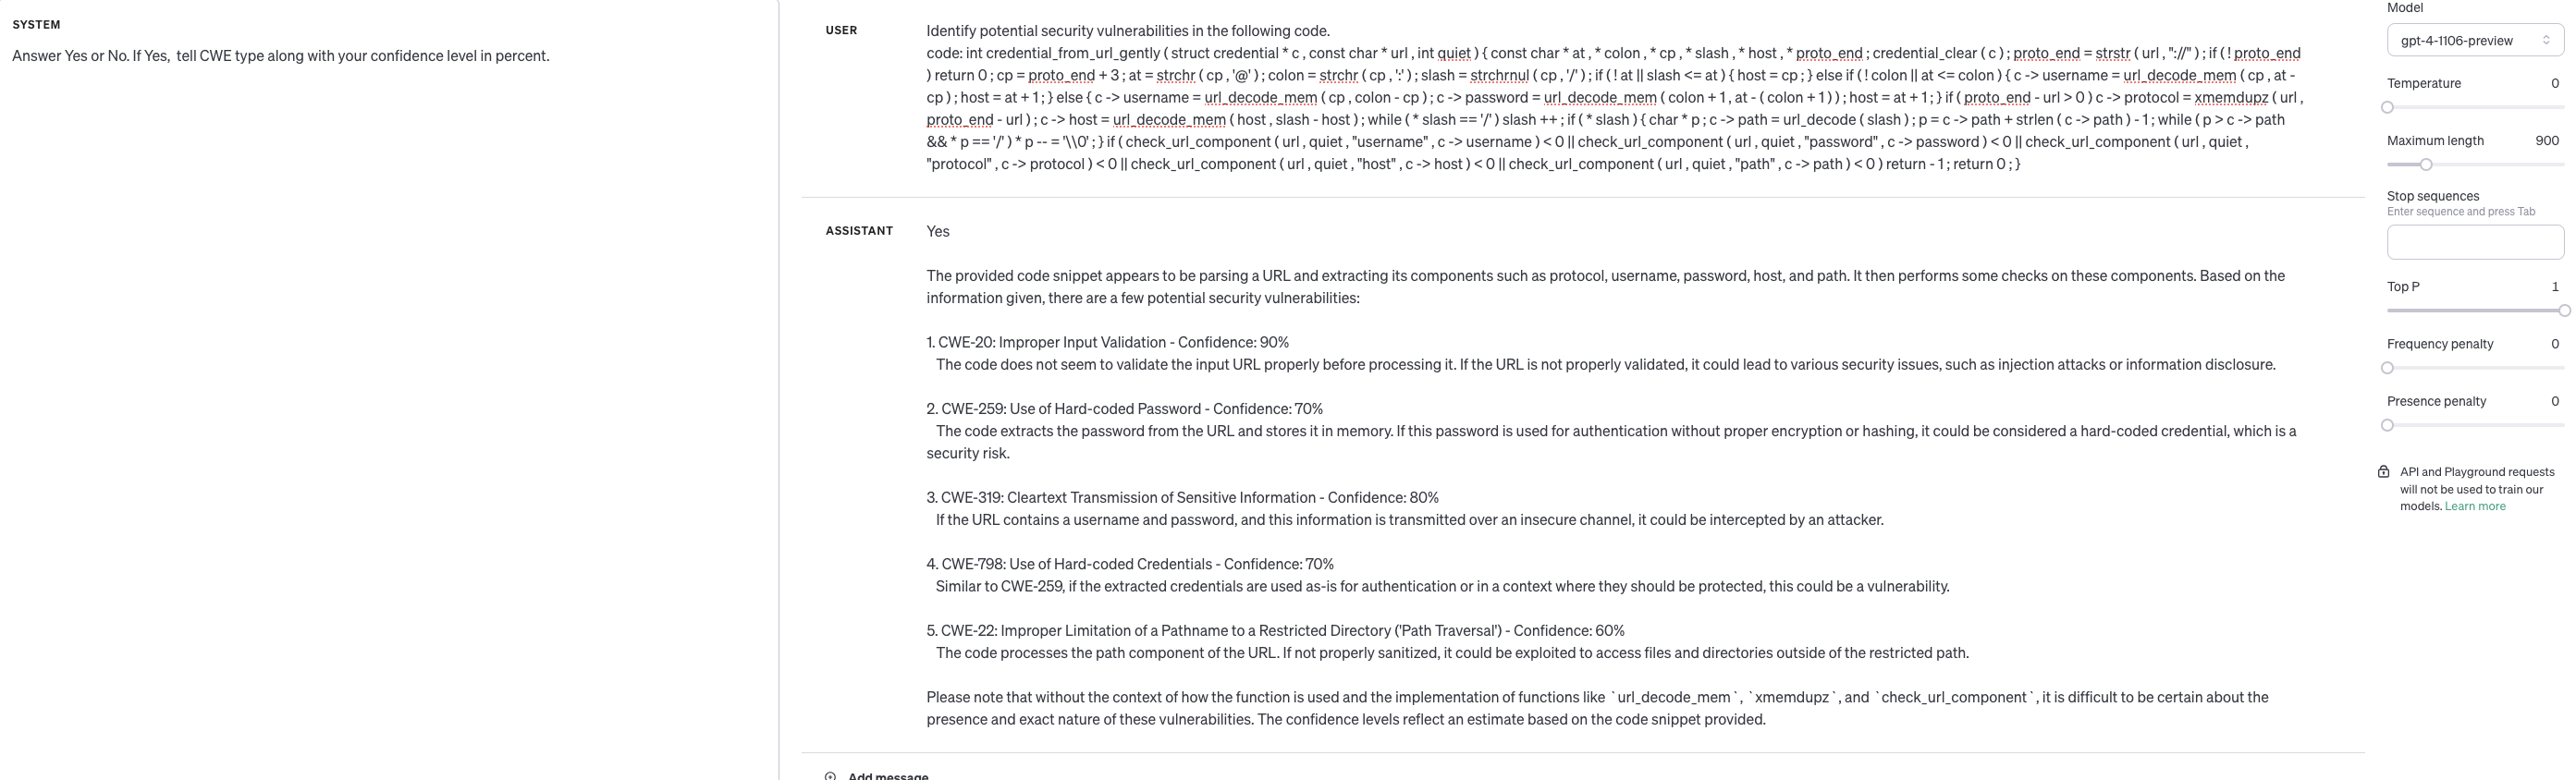 SYSTEM
Answer Yes or No. If Yes,  tell CWE type along with your confidence level in percent.
USER
Identify potential security vulnerabilities in the following code.
code: int credential_from_url_gently ( struct credential * c , const char * url , int quiet ) { const char * at , * colon , * cp , * slash , * host , * proto_end ; credential_clear ( c ) ; proto_end = strstr ( url , "://" ) ; if ( ! proto_end
) return 0 ; cp = proto_end + 3 ; at = strchr ( cp , '@' ) ; colon = strchr ( cp , ':' ) ; slash = strchrnul ( cp , '/' ) ; if ( ! at || slash <= at ) { host = cp ; } else if ( ! colon || at <= colon ) { c -> username = url_decode_mem ( cp , at -
cp ) ; host = at + 1 ; } else { c -> username = url_decode_mem ( cp , colon - cp ) ; c -> password = url_decode_mem ( colon + 1 , at - ( colon + 1 ) ) ; host = at + 1 ; } if ( proto_end - url > 0 ) c -> protocol = xmemdupz ( url ,
proto_end - url ) ; c -> host = url_decode_mem ( host , slash - host ) ; while ( * slash == '/' ) slash ++ ; if ( * slash ) { char * p ; c -> path = url_decode ( slash ) ; p = c -> path + strlen ( c -> path ) - 1 ; while ( p > c -> path
&& * p == '/' ) * p -- = '\\0' ; } if ( check_url_component ( url , quiet , "username" , c -> username ) < 0 || check_url_component ( url , quiet , "password" , c -> password ) < 0 || check_url_component ( url , quiet ,
"protocol" , c -> protocol ) < 0 || check_url_component ( url , quiet , "host" , c -> host ) < 0 || check_url_component ( url , quiet , "path" , c -> path ) < 0 ) return - 1 ; return 0 ; }
ASSISTANT
Yes
The provided code snippet appears to be parsing a URL and extracting its components such as protocol, username, password, host, and path. It then performs some checks on these components. Based on the
information given, there are a few potential security vulnerabilities:
1. CWE-20: Improper Input Validation - Confidence: 90%
The code does not seem to validate the input URL properly before processing it. If the URL is not properly validated, it could lead to various security issues, such as injection attacks or information disclosure.
2. CWE-259: Use of Hard-coded Password - Confidence: 70%
The code extracts the password from the URL and stores it in memory. If this password is used for authentication without proper encryption or hashing, it could be considered a hard-coded credential, which is a
security risk.
3. CWE-319: Cleartext Transmission of Sensitive Information - Confidence: 80%
If the URL contains a username and password, and this information is transmitted over an insecure channel, it could be intercepted by an attacker.
4. CWE-798: Use of Hard-coded Credentials - Confidence: 70%
Similar to CWE-259, if the extracted credentials are used as-is for authentication or in a context where they should be protected, this could be a vulnerability.
5. CWE-22: Improper Limitation of a Pathname to a Restricted Directory ('Path Traversal') - Confidence: 60%
The code processes the path component of the URL. If not properly sanitized, it could be exploited to access files and directories outside of the restricted path.
Please note that without the context of how the function is used and the implementation of functions like `url_decode_mem`, `xmemdupz`, and `check_url_component`, it is difficult to be certain about the
presence and exact nature of these vulnerabilities. The confidence levels reflect an estimate based on the code snippet provided.
Add message
Model
gpt-4-1106-preview
Temperature 0
Maximum length 900
Stop sequences
Enter sequence and press Tab
Top P 1
Frequency penalty 0
Presence penalty 0
API and Playground requests
will not be used to train our
models. Learn more